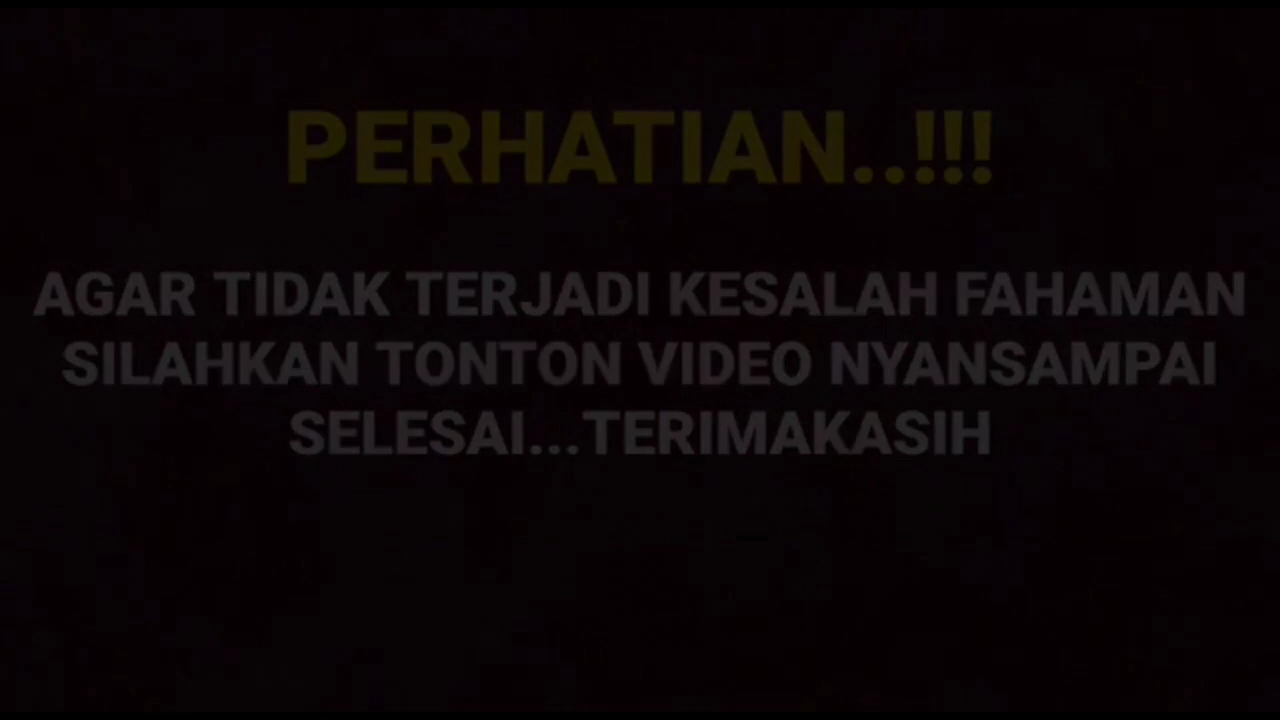 PERHATIAN..!!!
AGAR TIDAK TERJADI KESALAH FAHAMAN
SILAHKAN TONTON VIDEO NYANSAMPAI
SELESAI...TERIMAKASIH